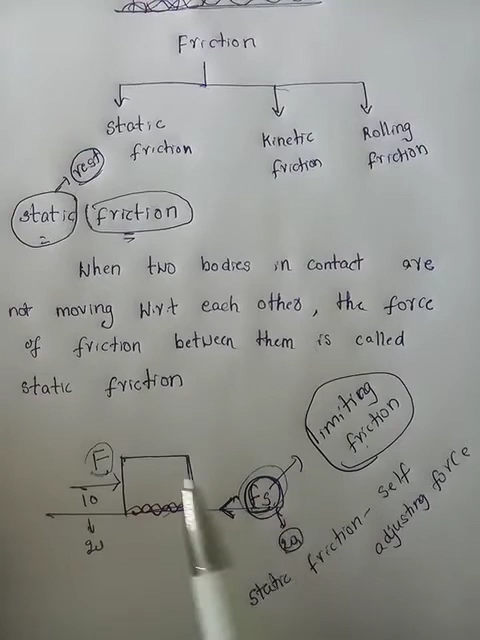 Friction
Static
friction
Kinetic
friction
Rolling
friction
rest
static friction
When two bodies in contact are
not moving w.r.t each other, the force
of friction between them is called
static friction
limiting
friction
F
10
20
fs
20
static friction - self
adjusting force